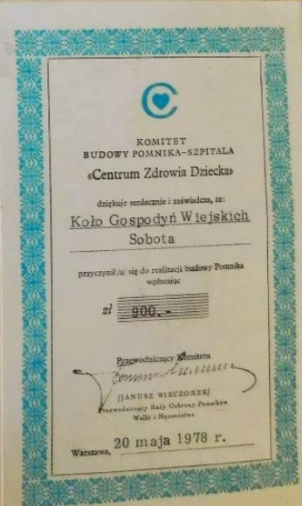 KOMITET
BUDOWY POMNIKA-SZPITALA
«Centrum Zdrowia Dziecka»
dziękuje serdecznie i zaświadcza, że:
Koło Gospodyń Wiejskich
Sobota
przyczynił /a/ się do realizacji budowy Pomnika
wpłacając
zł 900.-
Przewodniczący Komitetu
/JANUSZ WIECZOREK/
Przewodniczący Rady Ochrony Pomników
Walki i Męczeństwa
Warszawa, 20 maja 1978 r.